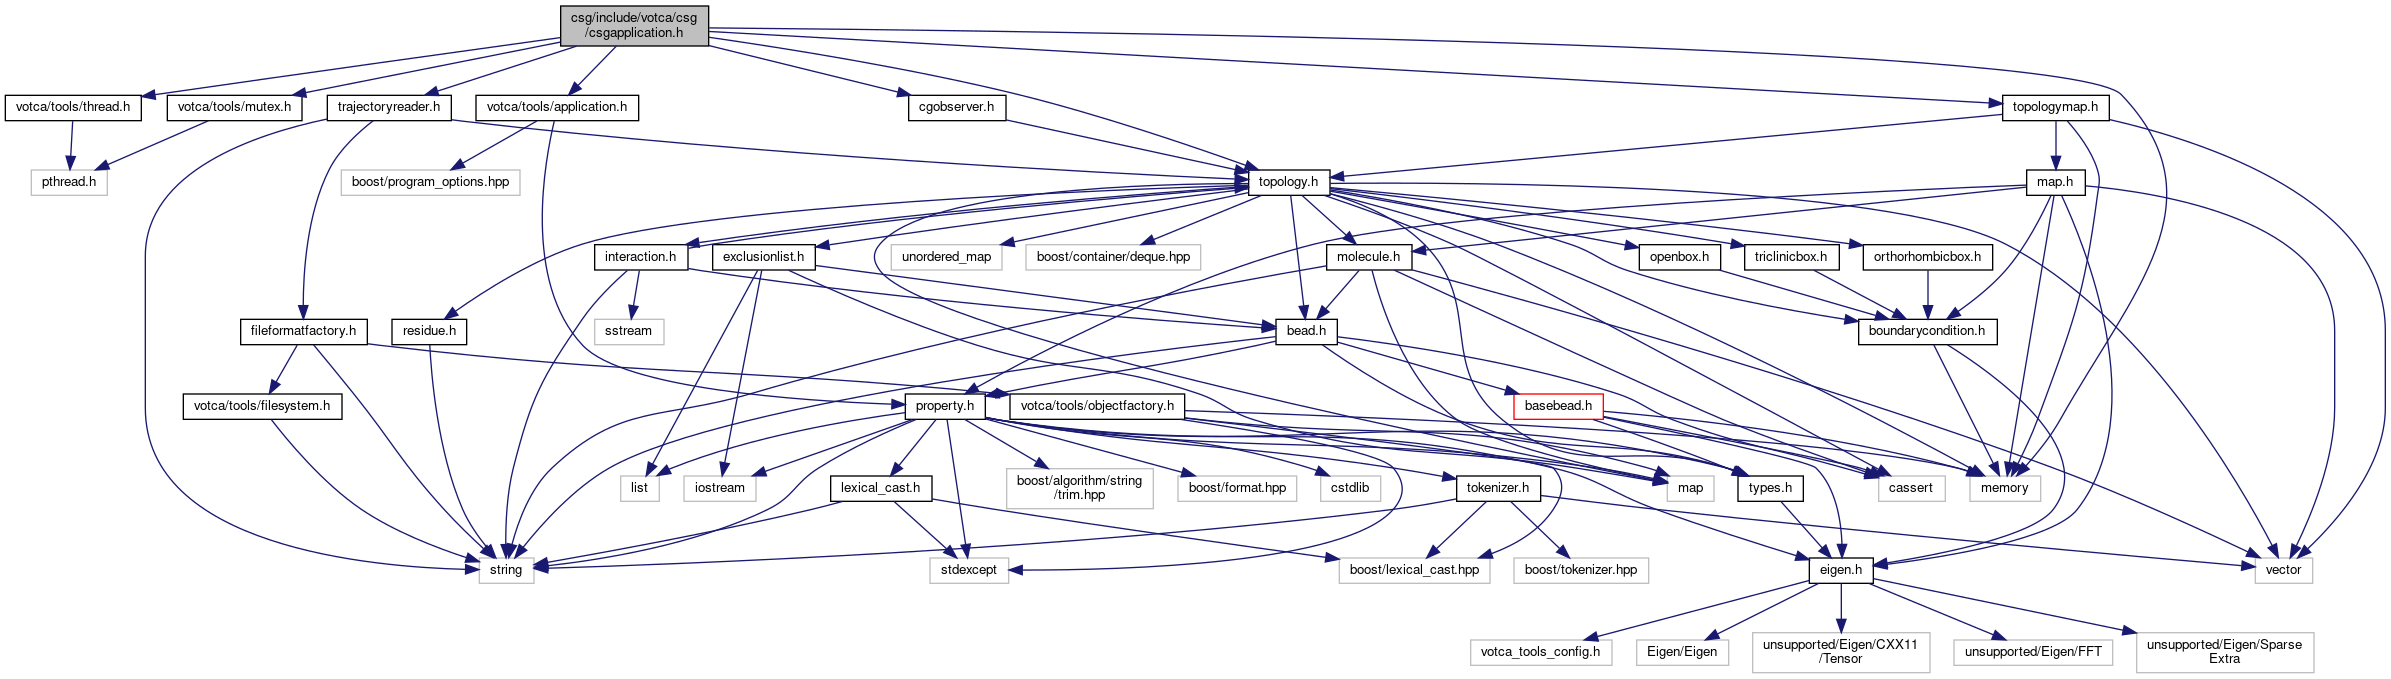 csg/include/votca/csg
/csgapplication.h
votca/tools/thread.h
votca/tools/mutex.h
trajectoryreader.h
votca/tools/application.h
cgobserver.h
topologymap.h
pthread.h
boost/program_options.hpp
topology.h
map.h
interaction.h
exclusionlist.h
unordered_map
boost/container/deque.hpp
molecule.h
openbox.h
triclinicbox.h
orthorhombicbox.h
fileformatfactory.h
residue.h
sstream
bead.h
boundarycondition.h
votca/tools/filesystem.h
property.h
votca/tools/objectfactory.h
basebead.h
list
iostream
lexical_cast.h
boost/algorithm/string
/trim.hpp
boost/format.hpp
cstdlib
tokenizer.h
map
types.h
cassert
memory
string
stdexcept
boost/lexical_cast.hpp
boost/tokenizer.hpp
eigen.h
vector
votca_tools_config.h
Eigen/Eigen
unsupported/Eigen/CXX11
/Tensor
unsupported/Eigen/FFT
unsupported/Eigen/Sparse
Extra